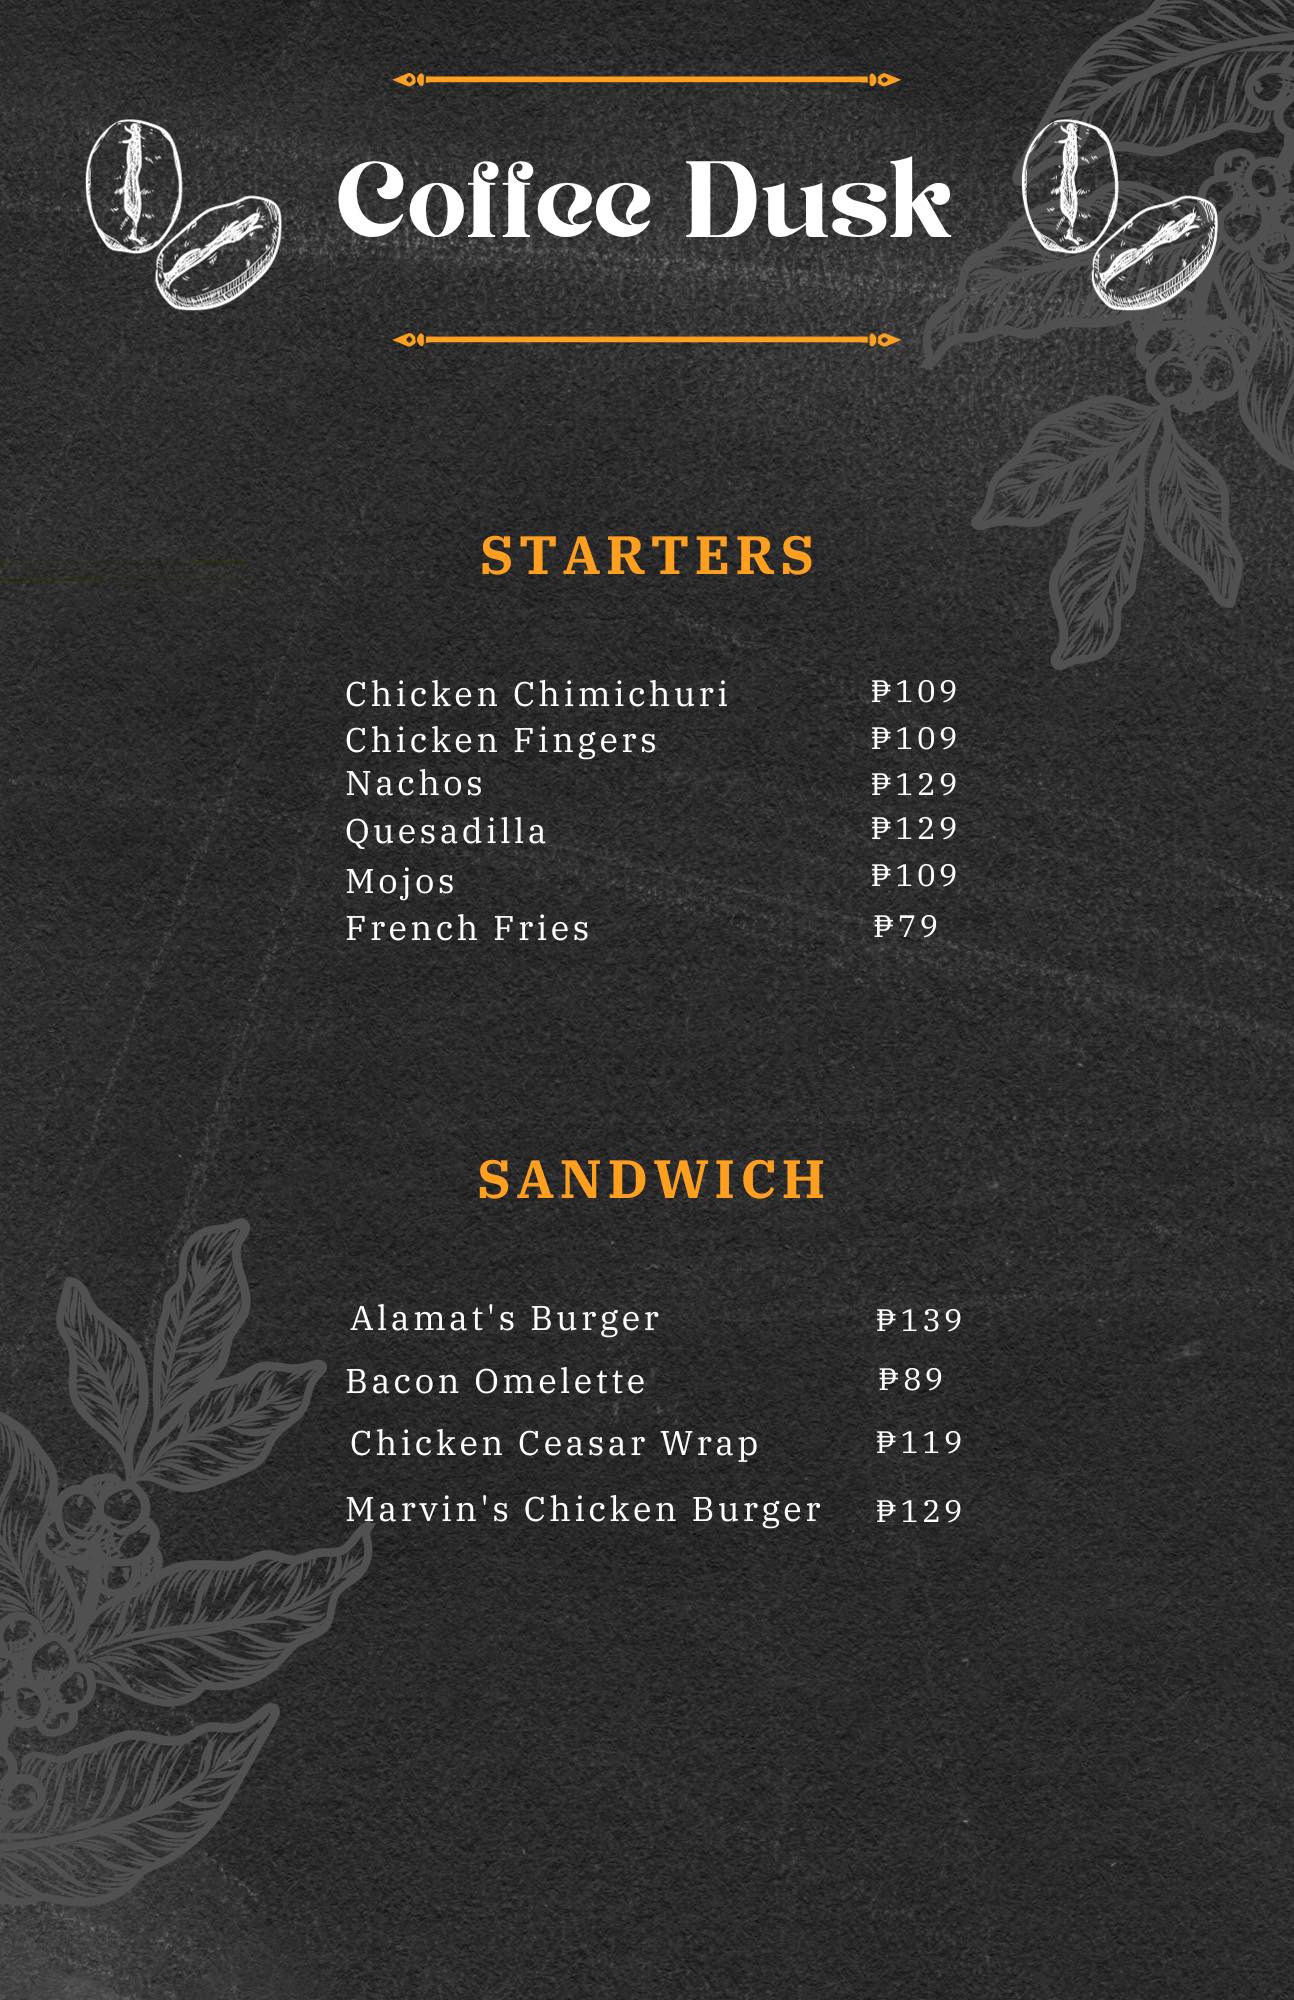 Coffee Dusk
STARTERS
Chicken Chimichuri ₱109
Chicken Fingers ₱109
Nachos ₱129
Quesadilla ₱129
Mojos ₱109
French Fries ₱79
SANDWICH
Alamat's Burger ₱139
Bacon Omelette ₱89
Chicken Ceasar Wrap ₱119
Marvin's Chicken Burger ₱129